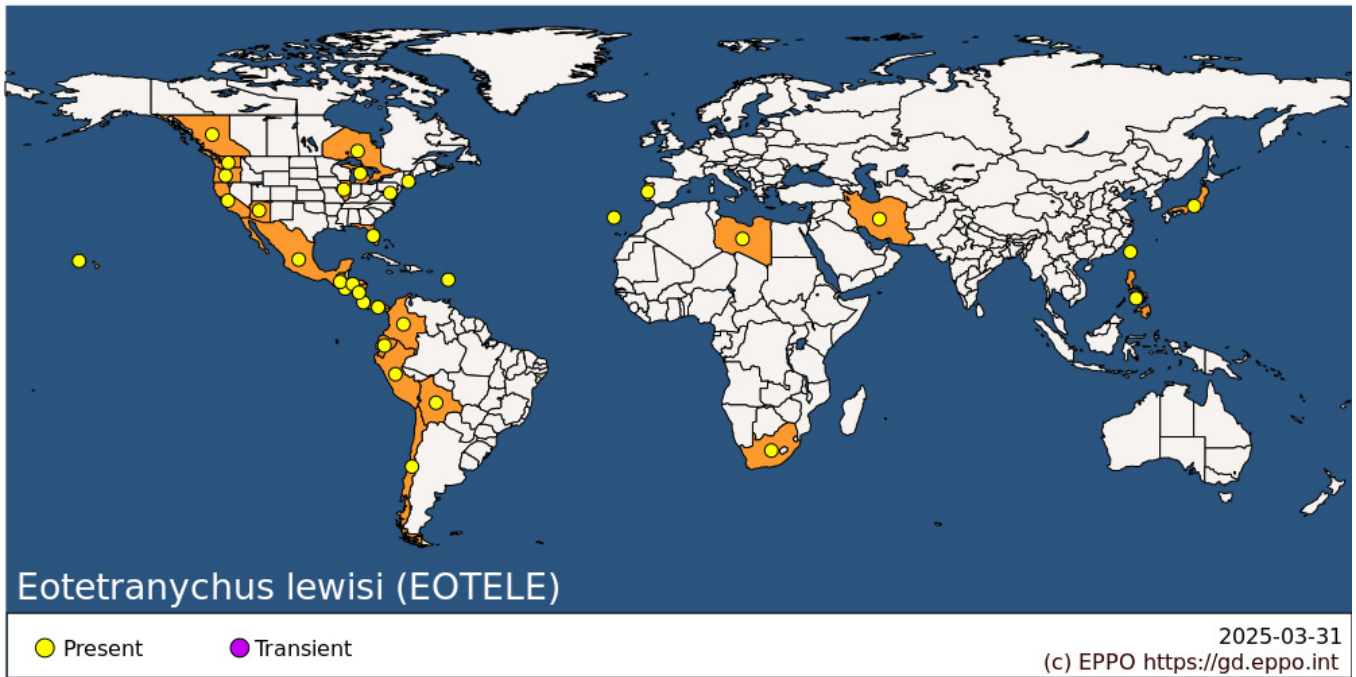 Eotetranychus lewisi (EOTELE)
Present
Transient
2025-03-31
(c) EPPO https://gd.eppo.int